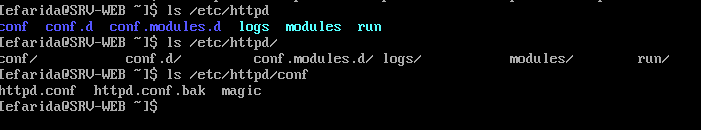 [efarida@SRV-WEB ~]$ ls /etc/httpd
conf  conf.d  conf.modules.d  logs  modules  run
[efarida@SRV-WEB ~]$ ls /etc/httpd/
conf/           conf.d/         conf.modules.d/ logs/           modules/        run/
[efarida@SRV-WEB ~]$ ls /etc/httpd/conf
httpd.conf  httpd.conf.bak  magic
[efarida@SRV-WEB ~]$